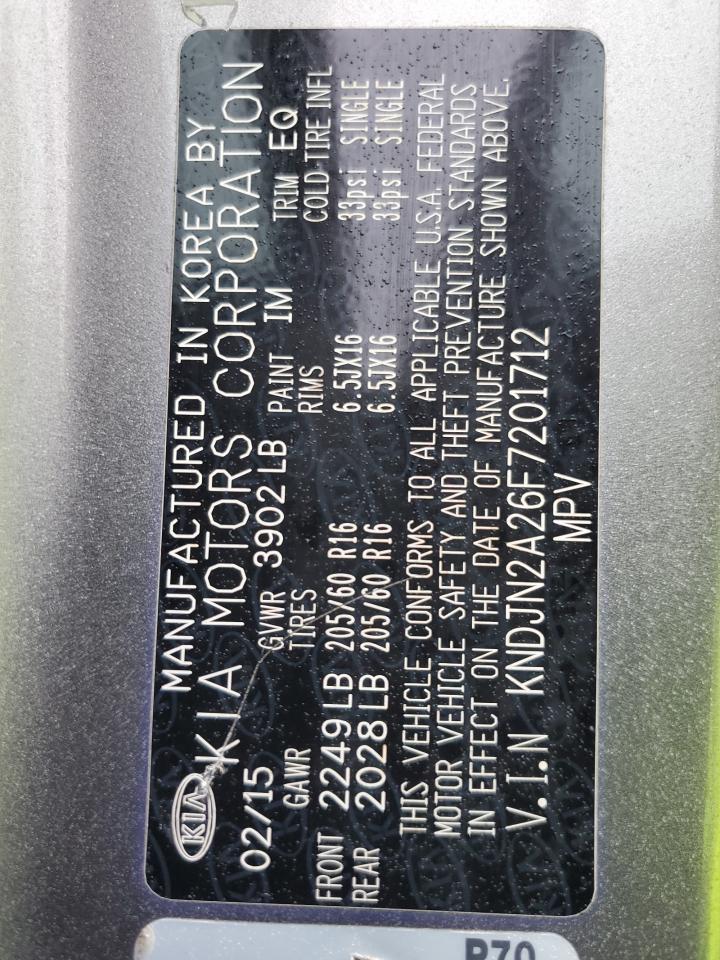 KIA
MANUFACTURED IN KOREA BY
KIA MOTORS CORPORATION
02/15 GVWR 3902 LB PAINT IM TRIM EQ
GAWR TIRES RIMS COLD TIRE INFL
FRONT 2249 LB 205/60 R16 6.5JX16 33psi SINGLE
REAR 2028 LB 205/60 R16 6.5JX16 33psi SINGLE
THIS VEHICLE CONFORMS TO ALL APPLICABLE U.S.A. FEDERAL
MOTOR VEHICLE SAFETY AND THEFT PREVENTION STANDARDS
IN EFFECT ON THE DATE OF MANUFACTURE SHOWN ABOVE.
V.I.N KNDJN2A26F7201712
MPV